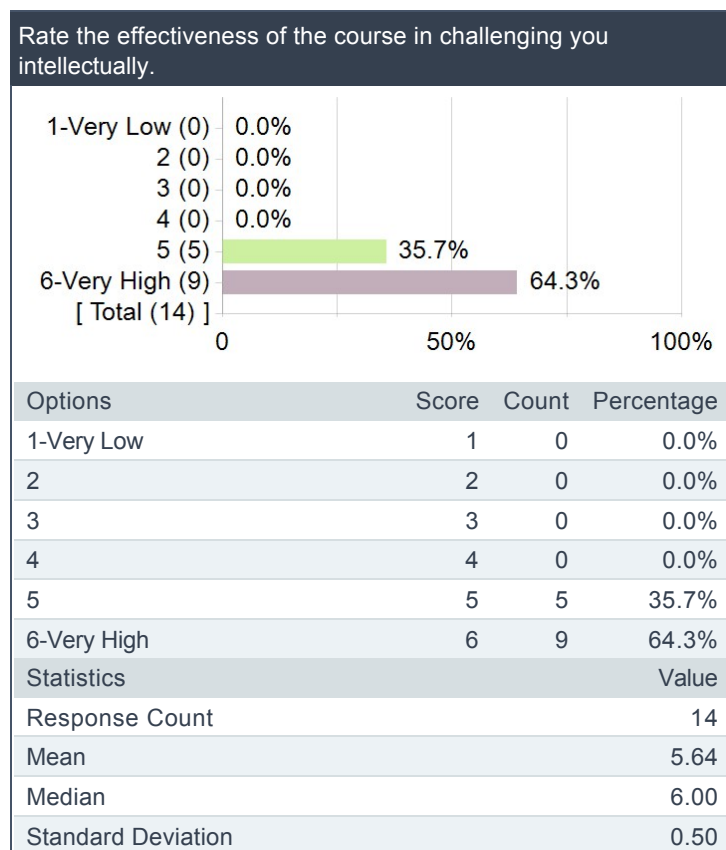 Rate the effectiveness of the course in challenging you
intellectually.
1-Very Low (0) 0.0%
2 (0) 0.0%
3 (0) 0.0%
4 (0) 0.0%
5 (5) 35.7%
6-Very High (9) 64.3%
[ Total (14) ]
0 50% 100%
Options Score Count Percentage
1-Very Low 1 0 0.0%
2 2 0 0.0%
3 3 0 0.0%
4 4 0 0.0%
5 5 5 35.7%
6-Very High 6 9 64.3%
Statistics Value
Response Count 14
Mean 5.64
Median 6.00
Standard Deviation 0.50